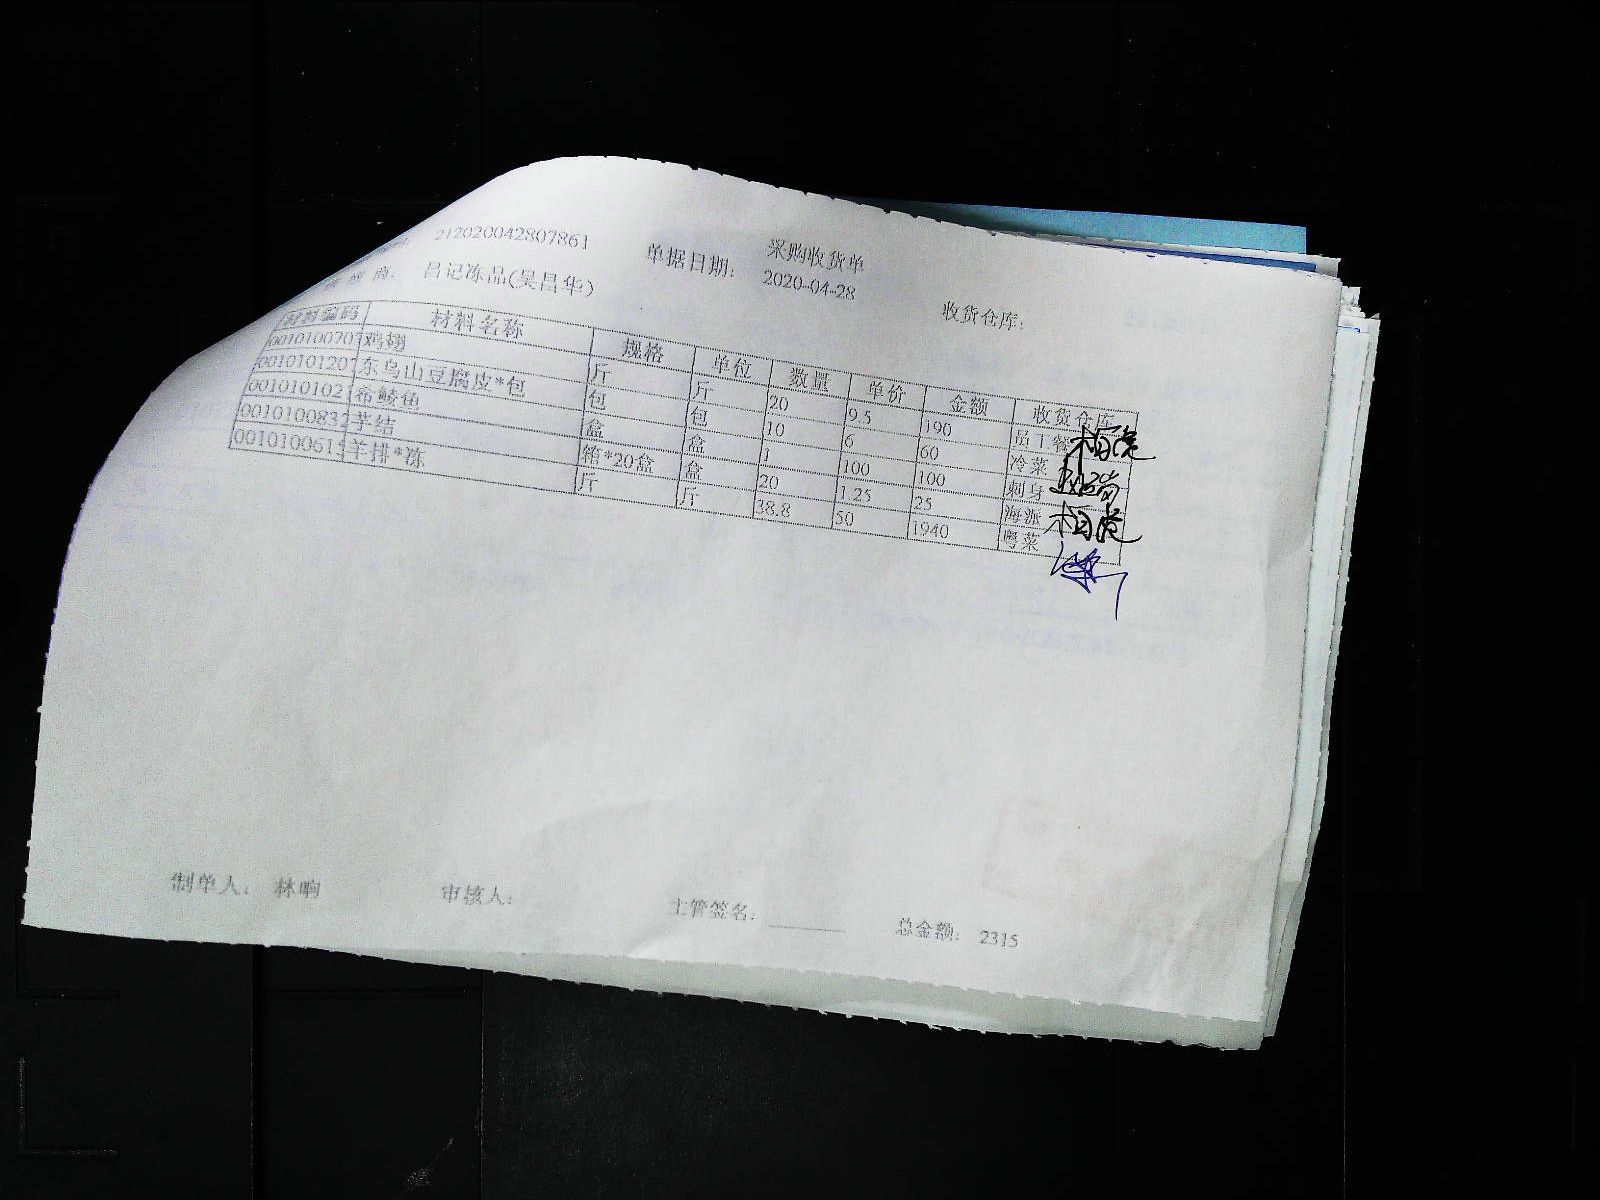 采购收货单
212020042807861 单据日期: 2020-04-28 收货仓库:
商: 昌记冻品(吴昌华)
材料编码 材料名称 规格 单位 数量 单价 金额 收货仓库
0010100707 鸡翅 斤 斤 20 9.5 190 员工餐
0010101207 东乌山豆腐皮*包 包 包 10 6 60 冷菜
0010101021 希鲮鱼 盒 盒 1 100 100 刺身
0010100832 芋结 箱*20盒 盒 20 1.25 25 海派
0010100615 羊排*冻 斤 斤 38.8 50 1940 粤菜
制单人: 林响 审核人: 主管签名: 总金额: 2315